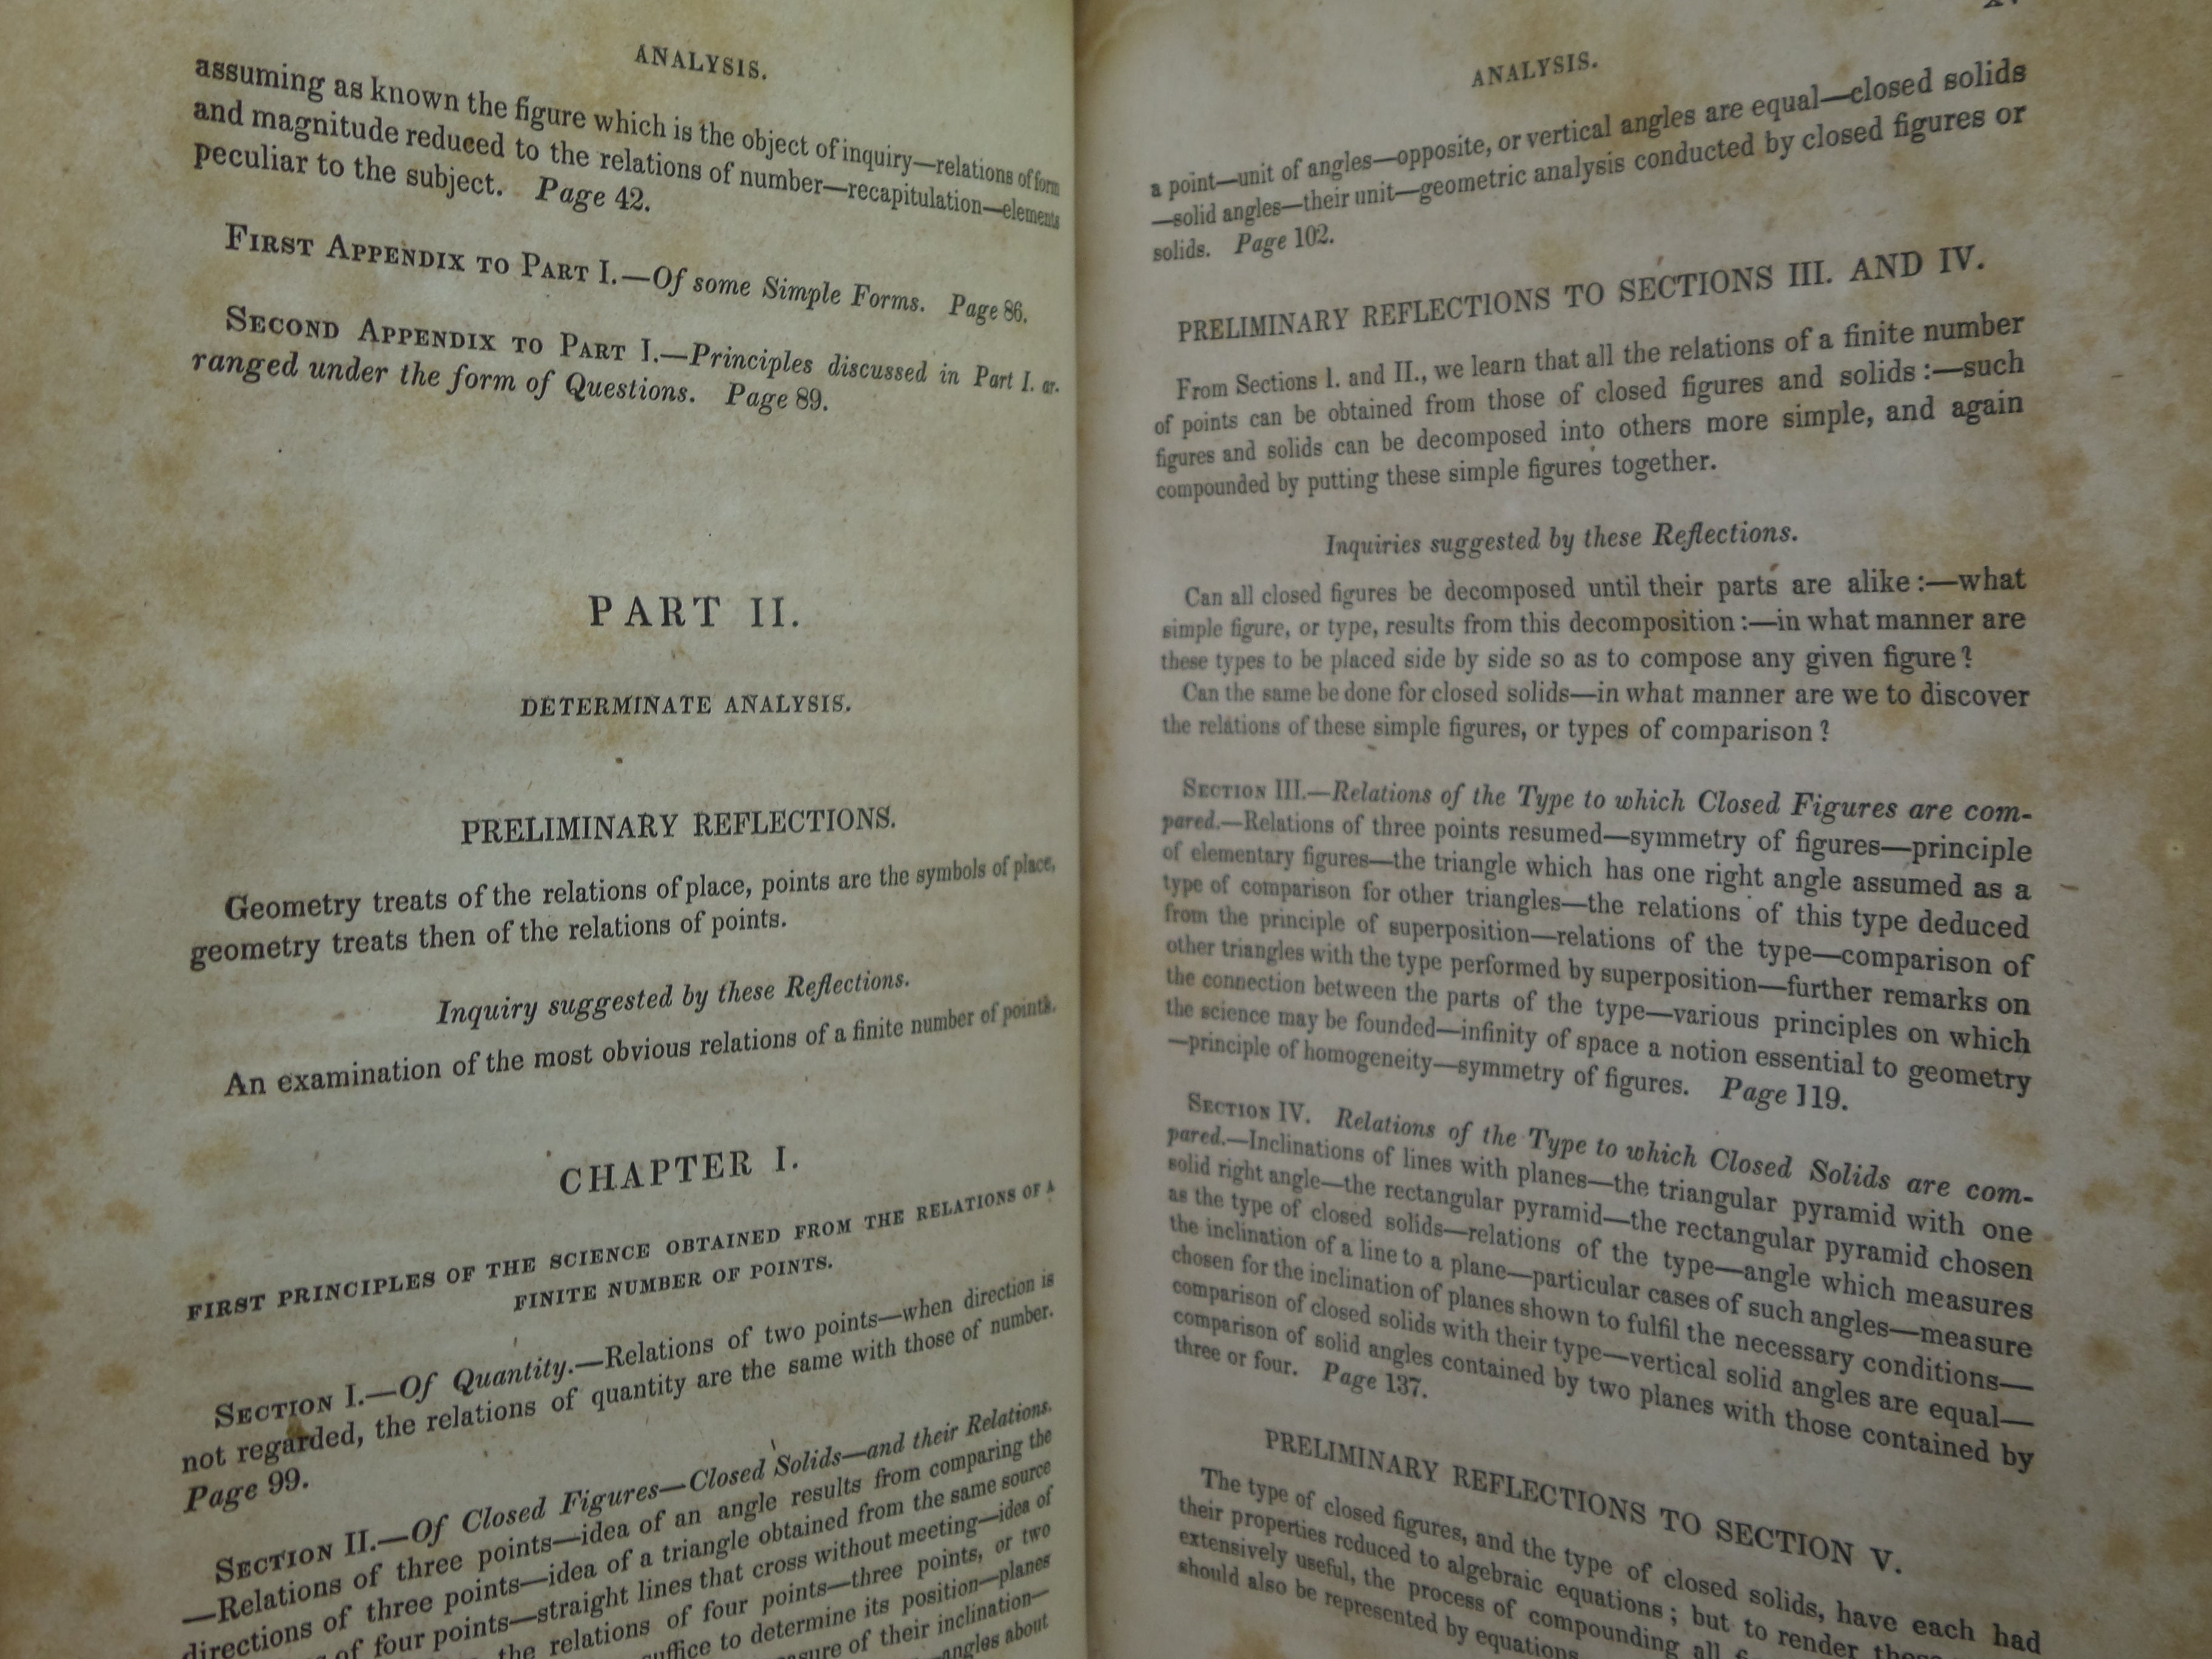 ANALYSIS.
assuming as known the figure which is the object of inquiry—relations of form
and magnitude reduced to the relations of number—recapitulation—elements
peculiar to the subject. Page 42.
FIRST APPENDIX TO PART I.—Of some Simple Forms. Page 86.
SECOND APPENDIX TO PART I.—Principles discussed in Part I. ar-
ranged under the form of Questions. Page 89.
PART II.
DETERMINATE ANALYSIS.
PRELIMINARY REFLECTIONS.
Geometry treats of the relations of place, points are the symbols of place,
geometry treats then of the relations of points.
Inquiry suggested by these Reflections.
An examination of the most obvious relations of a finite number of points.
CHAPTER I.
FIRST PRINCIPLES OF THE SCIENCE OBTAINED FROM THE RELATIONS OF A
FINITE NUMBER OF POINTS.
SECTION I.—Of Quantity.—Relations of two points—when direction is
not regarded, the relations of quantity are the same with those of number.
Page 99.
SECTION II.—Of Closed Figures—Closed Solids—and their Relations.
—Relations of three points—idea of an angle results from comparing the
directions of three points—idea of a triangle obtained from the same source
of four points—straight lines that cross without meeting—idea of
the relations of four points—three points, or two
suffice to determine its position—planes
of their inclination—
angles about
ANALYSIS.
a point—unit of angles—opposite, or vertical angles are equal—closed solids
—solid angles—their unit—geometric analysis conducted by closed figures or
solids. Page 102.
PRELIMINARY REFLECTIONS TO SECTIONS III. AND IV.
From Sections I. and II., we learn that all the relations of a finite number
of points can be obtained from those of closed figures and solids:—such
figures and solids can be decomposed into others more simple, and again
compounded by putting these simple figures together.
Inquiries suggested by these Reflections.
Can all closed figures be decomposed until their parts are alike:—what
simple figure, or type, results from this decomposition:—in what manner are
these types to be placed side by side so as to compose any given figure?
Can the same be done for closed solids—in what manner are we to discover
the relations of these simple figures, or types of comparison?
SECTION III.—Relations of the Type to which Closed Figures are com-
pared.—Relations of three points resumed—symmetry of figures—principle
of elementary figures—the triangle which has one right angle assumed as a
type of comparison for other triangles—the relations of this type deduced
from the principle of superposition—relations of the type—comparison of
other triangles with the type performed by superposition—further remarks on
the connection between the parts of the type—various principles on which
the science may be founded—infinity of space a notion essential to geometry
—principle of homogeneity—symmetry of figures. Page 119.
SECTION IV. Relations of the Type to which Closed Solids are com-
pared.—Inclinations of lines with planes—the triangular pyramid with one
solid right angle—the rectangular pyramid—the rectangular pyramid chosen
as the type of closed solids—relations of the type—angle which measures
the inclination of a line to a plane—particular cases of such angles—measure
chosen for the inclination of planes shown to fulfil the necessary conditions—
comparison of closed solids with their type—vertical solid angles are equal—
comparison of solid angles contained by two planes with those contained by
three or four. Page 137.
PRELIMINARY REFLECTIONS TO SECTION V.
The type of closed figures, and the type of closed solids, have each had
their properties reduced to algebraic equations; but to render
extensively useful, the process of compounding all
should also be represented by equations